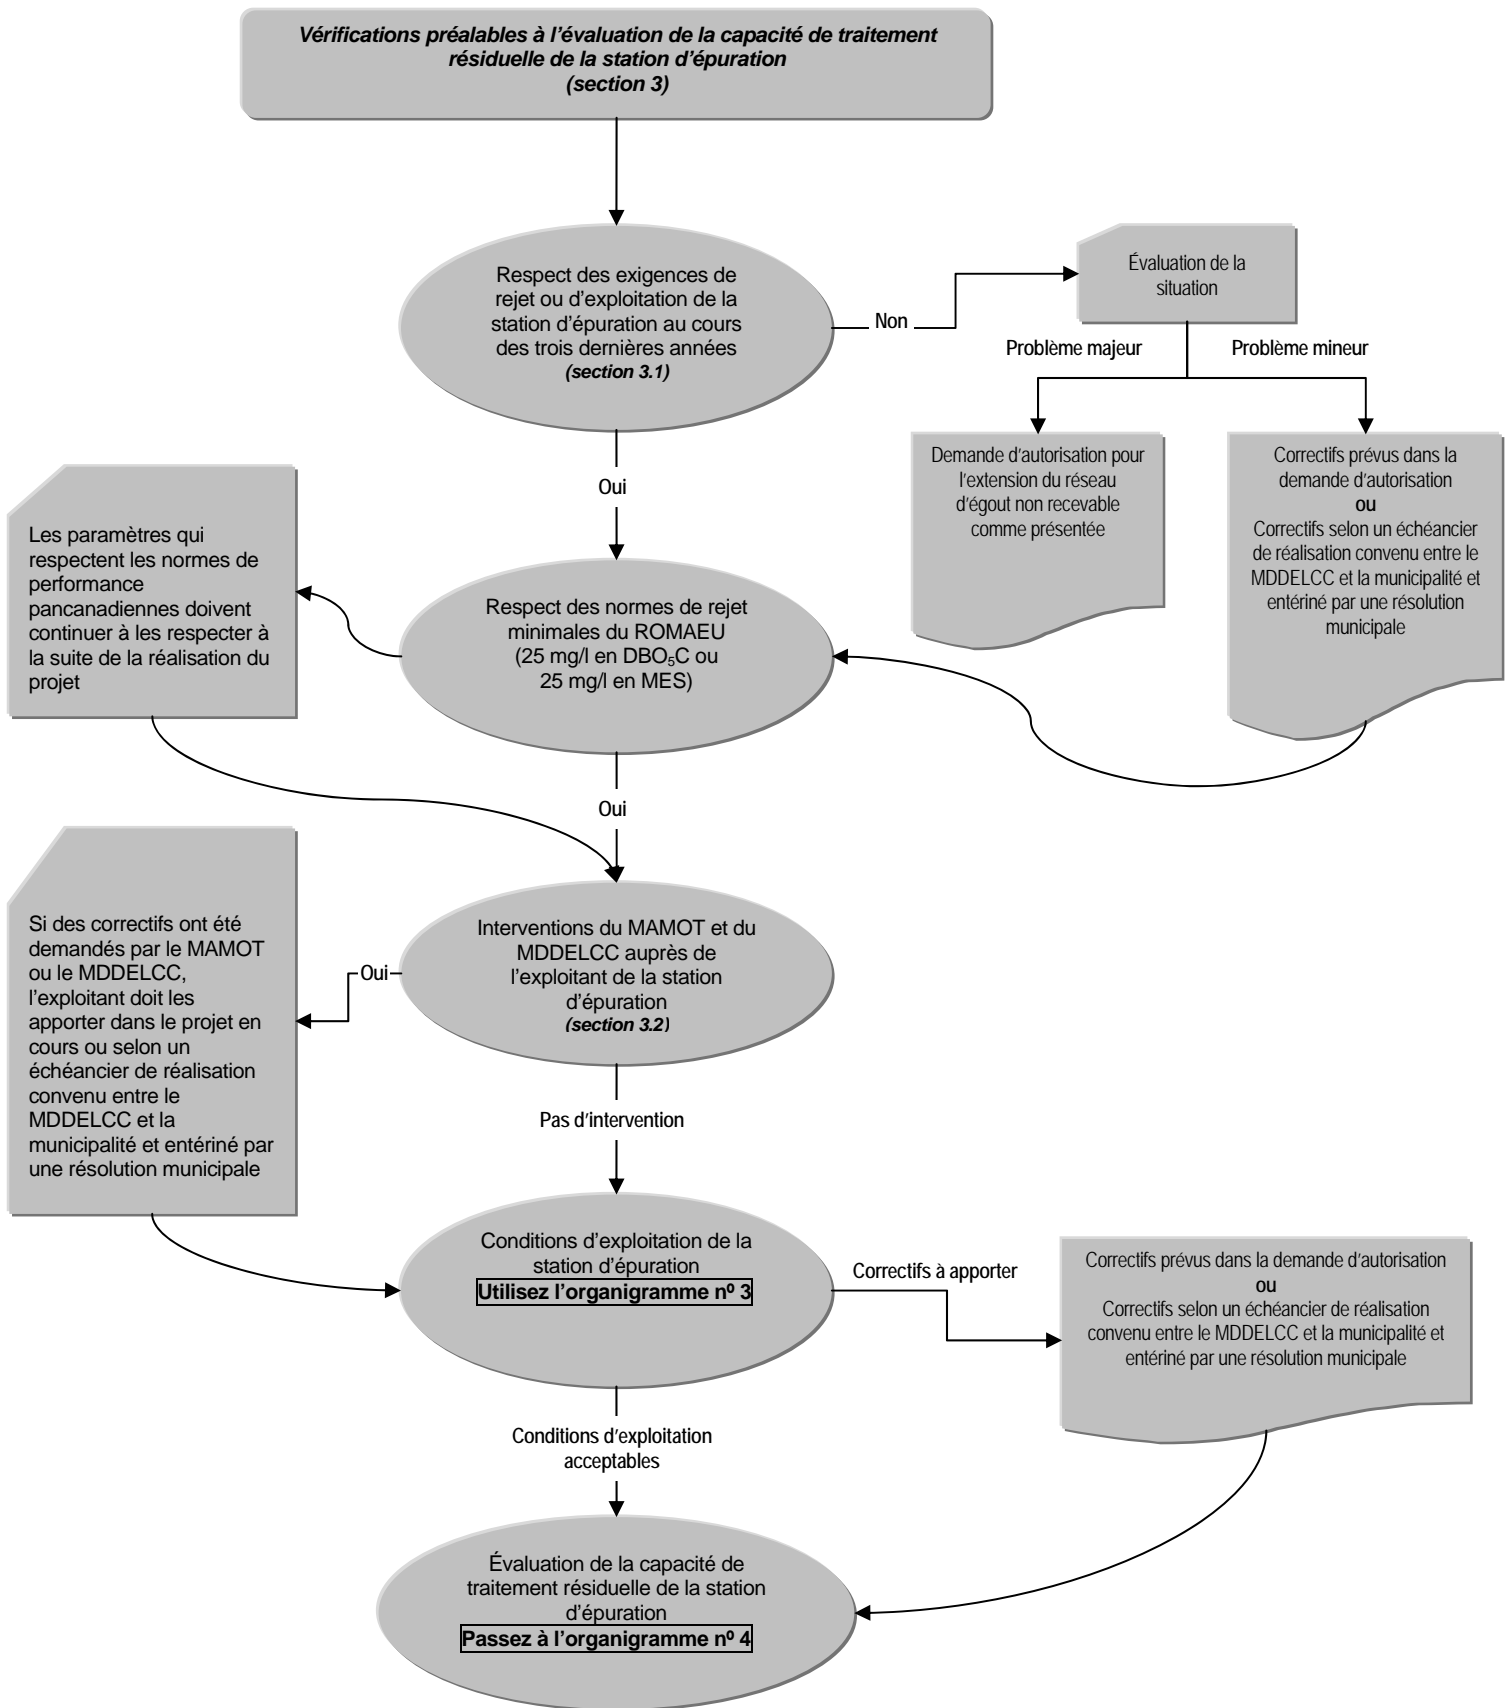 Vérifications préalables à l’évaluation de la capacité de traitement
résiduelle de la station d’épuration
(section 3)
Respect des exigences de
rejet ou d’exploitation de la
station d’épuration au cours
des trois dernières années
(section 3.1)
Non
Évaluation de la
situation
Problème majeur
Problème mineur
Demande d’autorisation pour
l’extension du réseau
d’égout non recevable
comme présentée
Correctifs prévus dans la
demande d’autorisation
ou
Correctifs selon un échéancier
de réalisation convenu entre le
MDDELCC et la municipalité et
entériné par une résolution
municipale
Oui
Les paramètres qui
respectent les normes de
performance
pancanadiennes doivent
continuer à les respecter à
la suite de la réalisation du
projet
Respect des normes de rejet
minimales du ROMAEU
(25 mg/l en DBO₅C ou
25 mg/l en MES)
Oui
Si des correctifs ont été
demandés par le MAMOT
ou le MDDELCC,
l’exploitant doit les
apporter dans le projet en
cours ou selon un
échéancier de réalisation
convenu entre le
MDDELCC et la
municipalité et entériné par
une résolution municipale
Oui
Interventions du MAMOT et du
MDDELCC auprès de
l’exploitant de la station
d’épuration
(section 3.2)
Pas d’intervention
Conditions d’exploitation de la
station d’épuration
Utilisez l’organigramme nº 3
Correctifs à apporter
Correctifs prévus dans la demande d’autorisation
ou
Correctifs selon un échéancier de réalisation
convenu entre le MDDELCC et la municipalité et
entériné par une résolution municipale
Conditions d’exploitation
acceptables
Évaluation de la capacité de
traitement résiduelle de la station
d’épuration
Passez à l’organigramme nº 4